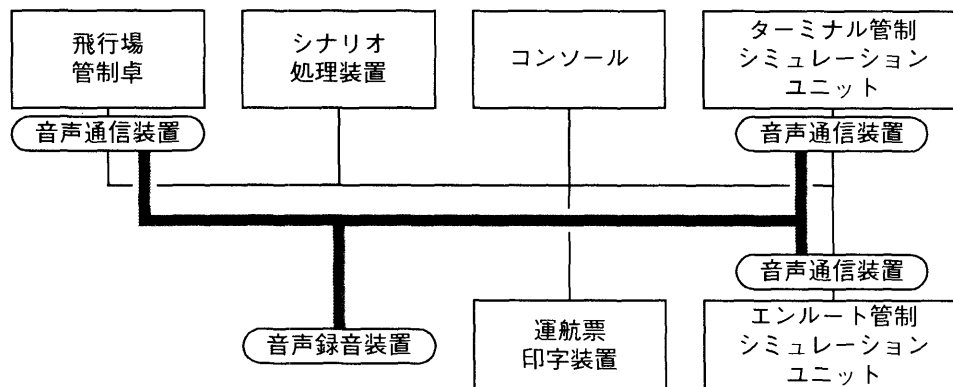 飛行場
管制卓
シナリオ
処理装置
コンソール
ターミナル管制
シミュレーション
ユニット
音声通信装置
音声通信装置
音声通信装置
音声録音装置
運航票
印字装置
エンルート管制
シミュレーション
ユニット